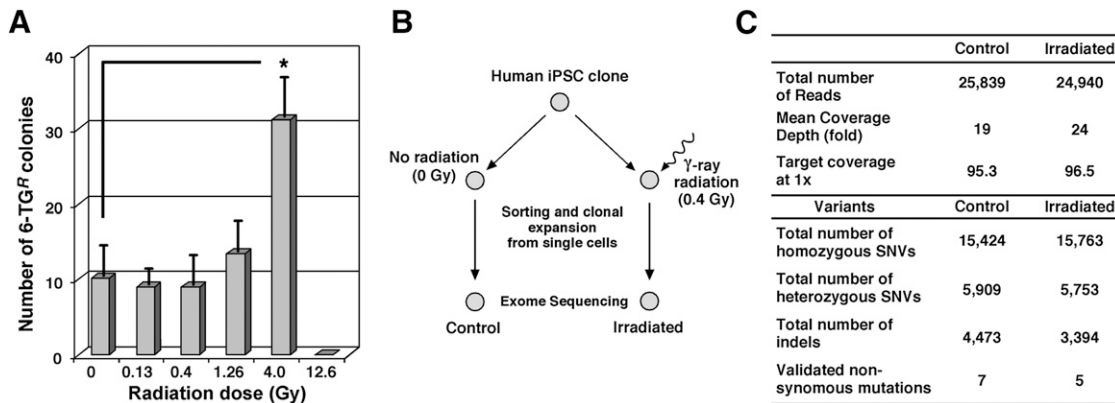 A
Number of 6-TGR colonies
40
30
20
10
0
*
0 0.13 0.4 1.26 4.0 12.6
Radiation dose (Gy)
B
Human iPSC clone
No radiation
(0 Gy)
γ-ray
radiation
(0.4 Gy)
Sorting and clonal
expansion
from single cells
Exome Sequencing
Control
Irradiated
C
Control Irradiated
Total number
of Reads 25,839 24,940
Mean Coverage
Depth (fold) 19 24
Target coverage
at 1x 95.3 96.5
Variants Control Irradiated
Total number of
homozygous SNVs 15,424 15,763
Total number of
heterozygous SNVs 5,909 5,753
Total number of
indels 4,473 3,394
Validated non-
synomous mutations 7 5